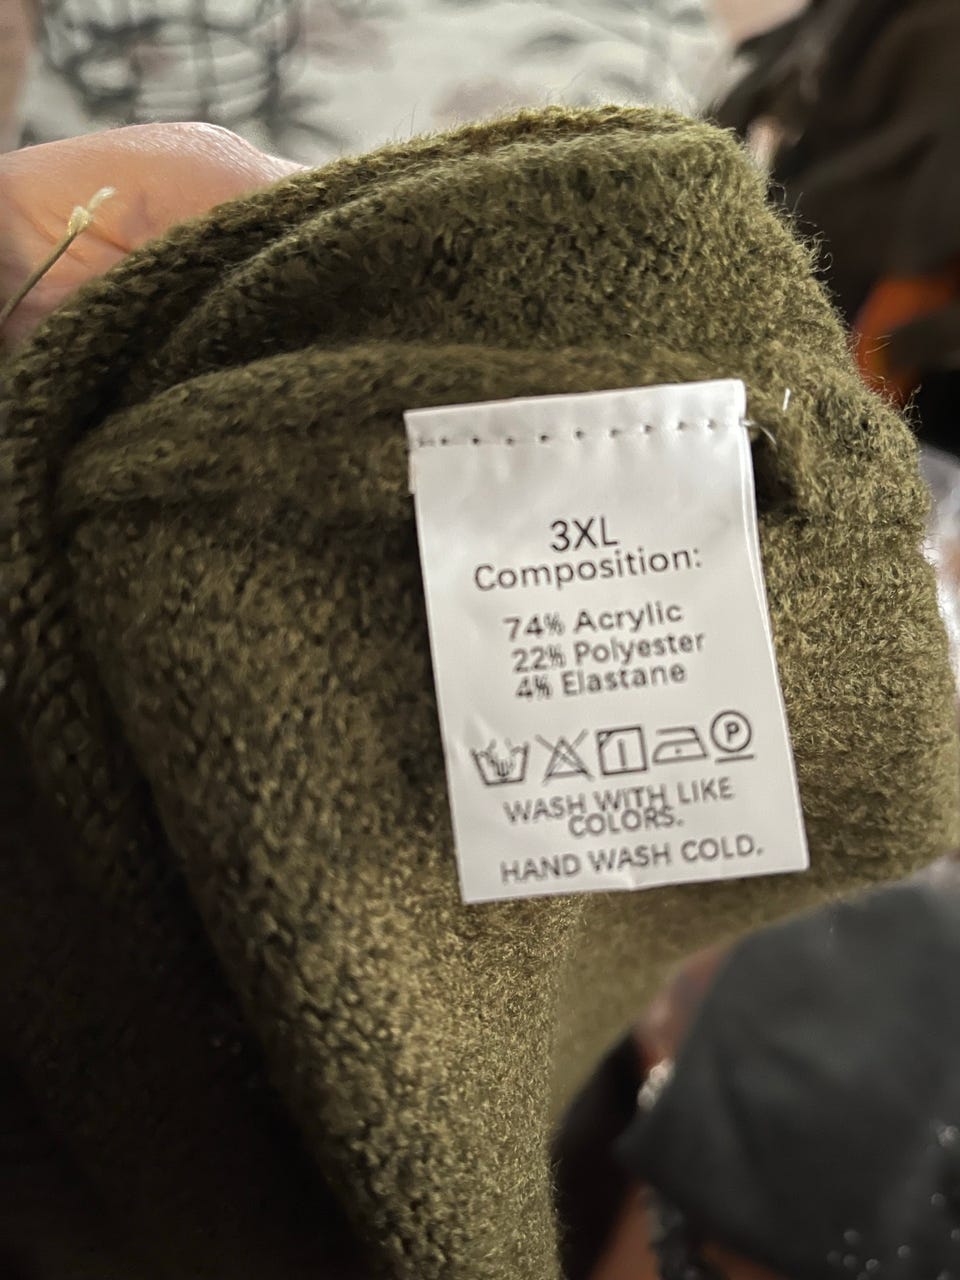 3XL
Composition:
74% Acrylic
22% Polyester
4% Elastane
P
WASH WITH LIKE
COLORS.
HAND WASH COLD.